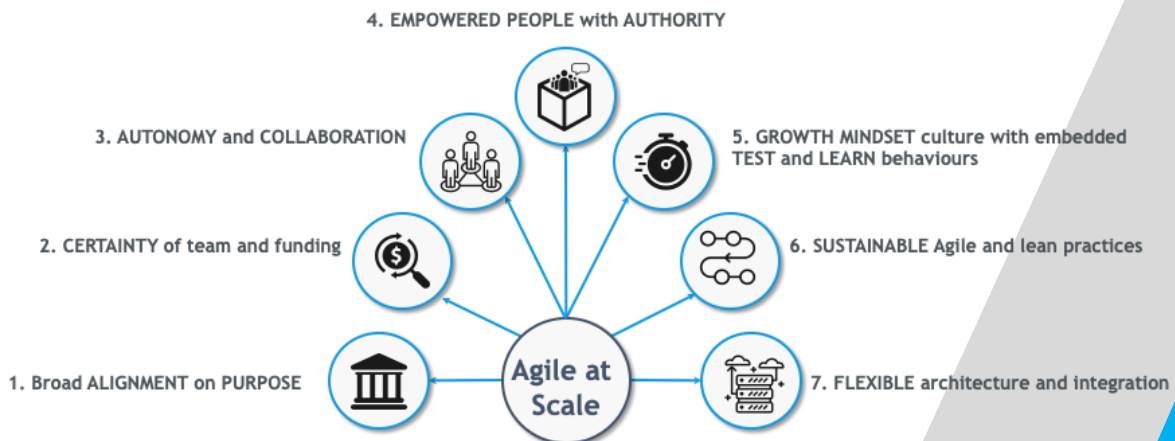 4. EMPOWERED PEOPLE with AUTHORITY
3. AUTONOMY and COLLABORATION
5. GROWTH MINDSET culture with embedded
TEST and LEARN behaviours
2. CERTAINTY of team and funding
$
6. SUSTAINABLE Agile and lean practices
1. Broad ALIGNMENT on PURPOSE
Agile at
Scale
7. FLEXIBLE architecture and integration